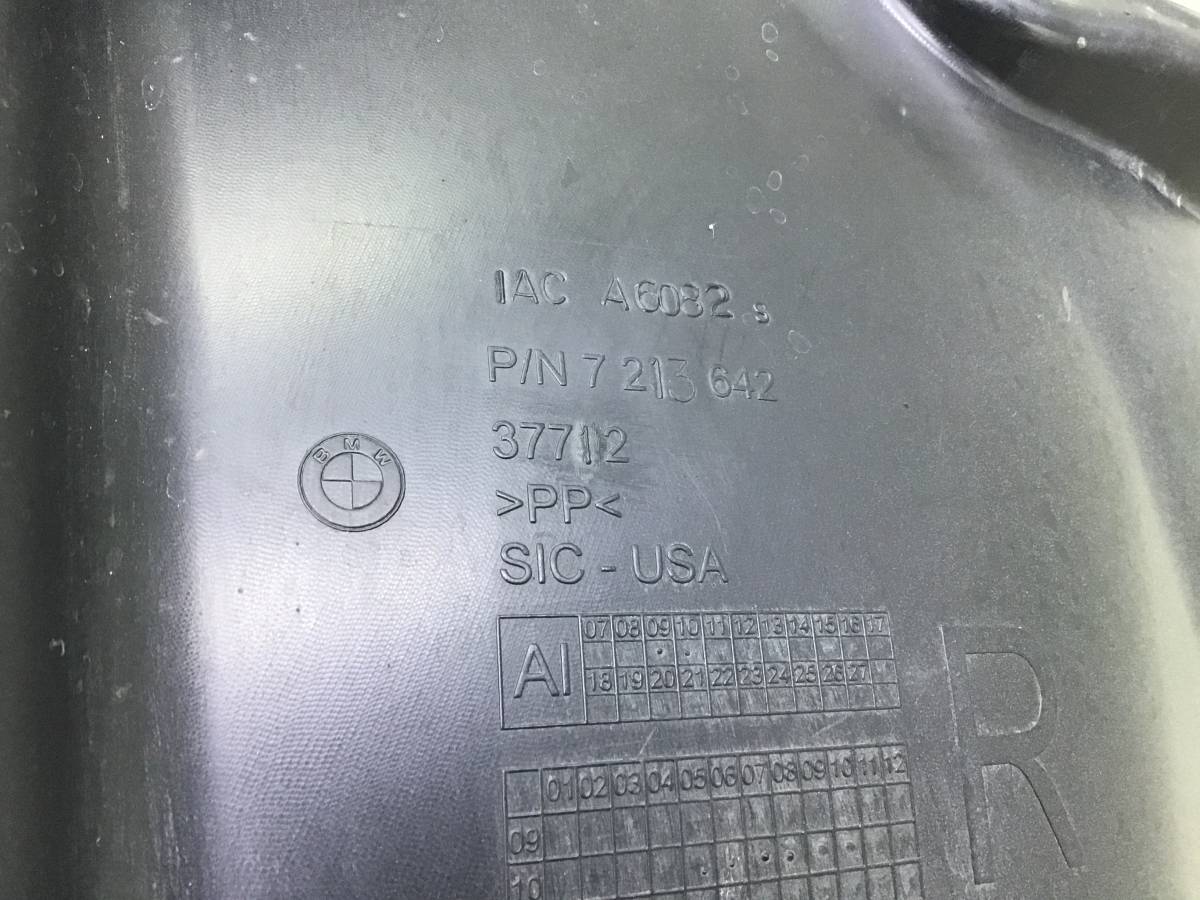 IAC A6082 s
P/N 7 213 642
37712
>PP<
SIC - USA
BMW
AI
07 08 09 10 11 12 13 14 15 16 17
18 19 20 21 22 23 24 25 26 27
R
01 02 03 04 05 06 07 08 09 10 11 12
09
10